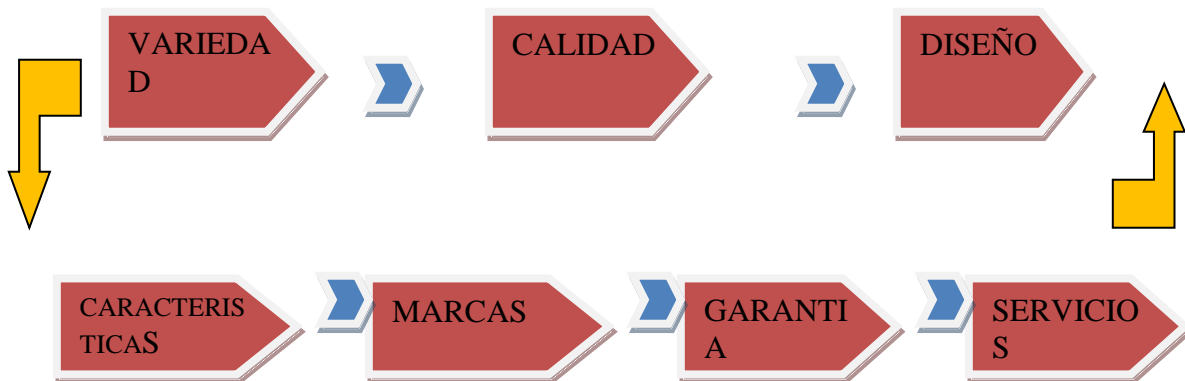 VARIEDA
D
CALIDAD
DISEÑO
CARACTERIS
TICAS
MARCAS
GARANTI
A
SERVICIO
S